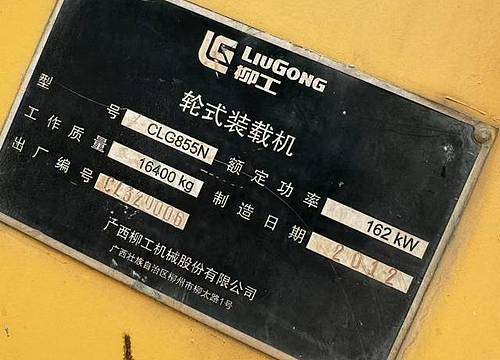 LIUGONG
柳工
轮式装载机
型号 CLG855N 额定功率 162 kW
工作质量 16400 kg 制造日期 2012
出厂编号 CL320006
广西柳工机械股份有限公司
广西壮族自治区柳州市柳太路1号